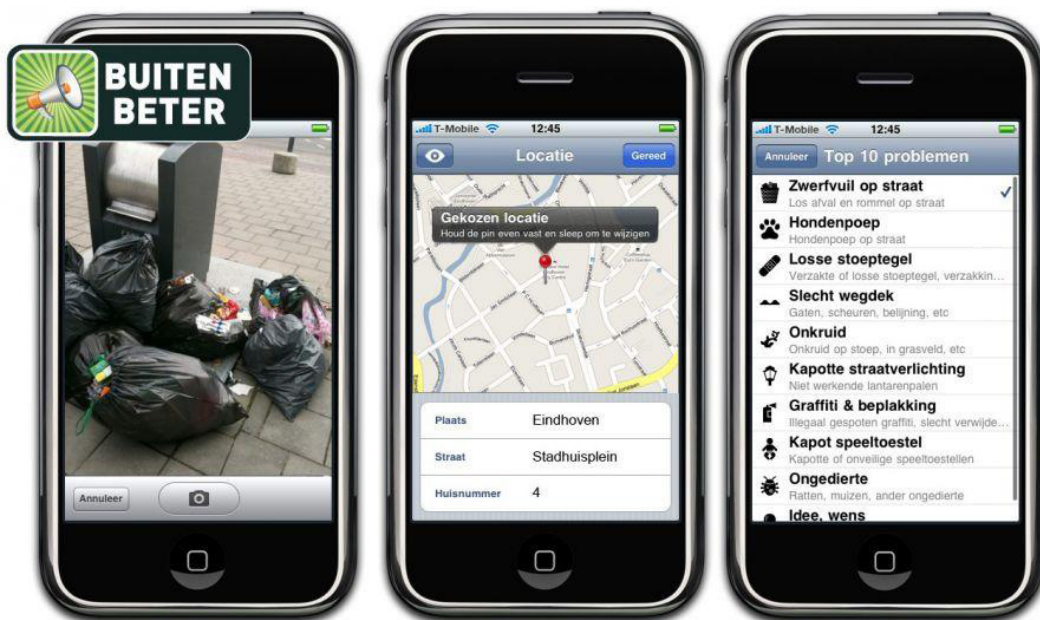 BUITEN
BETER
Annuleer
T-Mobile 12:45
Locatie
Gereed
Gekozen locatie
Houd de pin even vast en sleep om te wijzigen
Plaats Eindhoven
Straat Stadhuisplein
Huisnummer 4
T-Mobile 12:45
Annuleer
Top 10 problemen
Zwerfvuil op straat
Los afval en rommel op straat
Hondenpoep
Hondenpoep op straat
Losse stoeptegel
Verzakte of losse stoeptegel, verzakkin...
Slecht wegdek
Gaten, scheuren, belijning, etc
Onkruid
Onkruid op stoep, in grasveld, etc
Kapotte straatverlichting
Niet werkende lantarenpalen
Graffiti & beplakking
Illegaal gespoten graffiti, slecht verwijde...
Kapot speeltoestel
Kapotte of onveilige speeltoestellen
Ongedierte
Ratten, muizen, ander ongedierte
Idee, wens